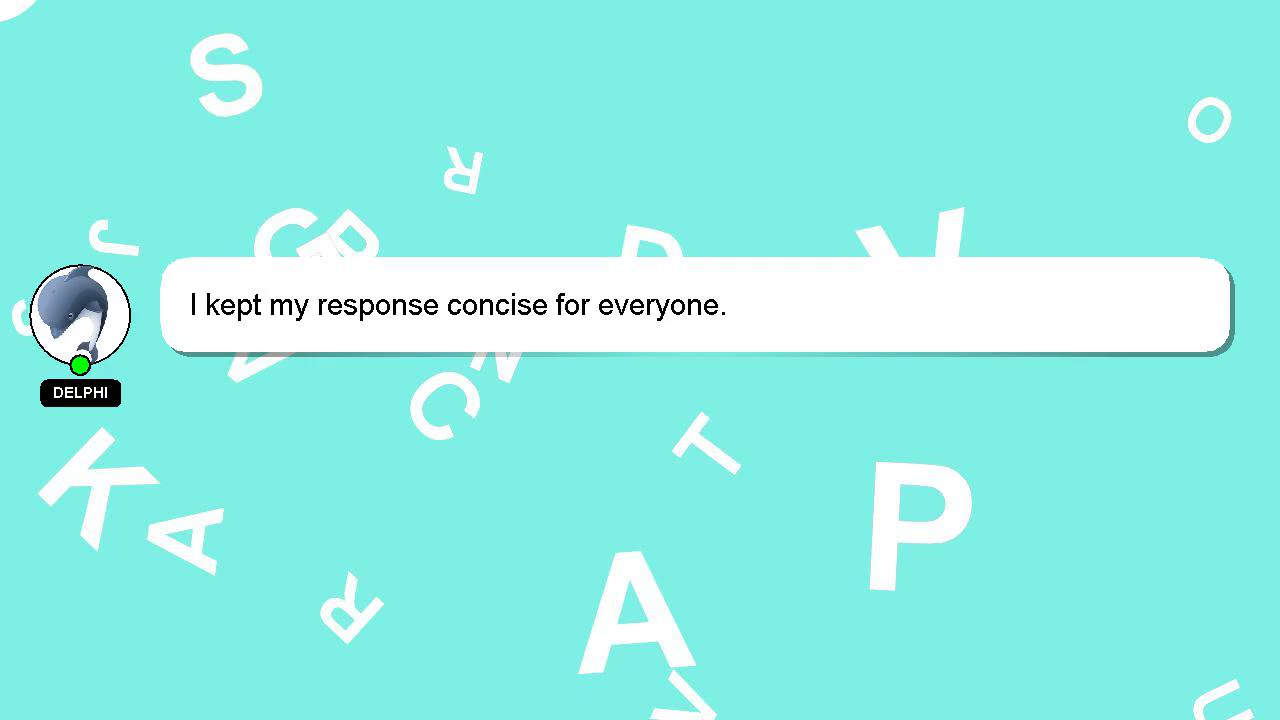 S
O
R
J
C
B
D
V
I kept my response concise for everyone.
DELPHI
C
T
K
P
A
R
A
U